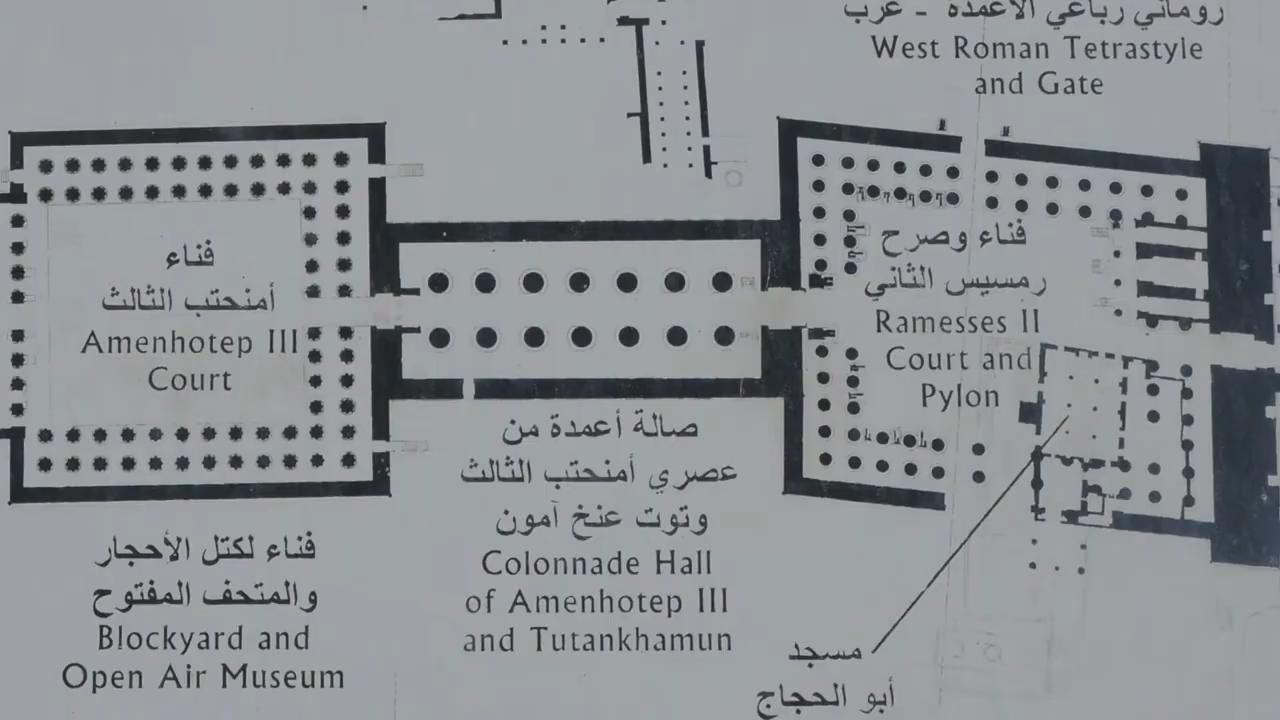 روماني رباعي الأعمدة - غرب
West Roman Tetrastyle
and Gate
فناء
أمنحتب الثالث
Amenhotep III
Court
فناء وصرح
رمسيس الثاني
Ramesses II
Court and
Pylon
صالة أعمدة من
عصري أمنحتب الثالث
وتوت عنخ آمون
Colonnade Hall
of Amenhotep III
and Tutankhamun
فناء لكتل الأحجار
والمتحف المفتوح
Blockyard and
Open Air Museum
مسجد
أبو الحجاج